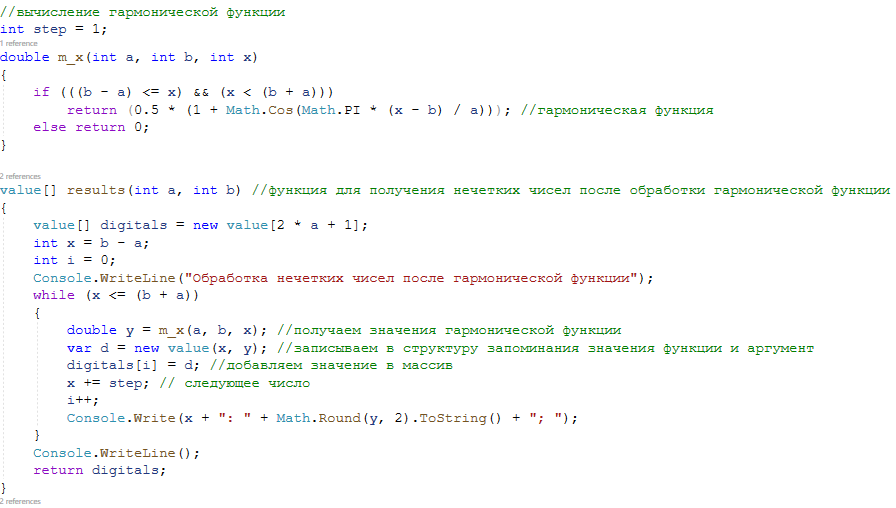 //вычисление гармонической функции
int step = 1;
1 reference
double m_x(int a, int b, int x)
{
    if (((b - a) <= x) && (x < (b + a)))
        return (0.5 * (1 + Math.Cos(Math.PI * (x - b) / a))); //гармоническая функция
    else return 0;
}
2 references
value[] results(int a, int b) //функция для получения нечетких чисел после обработки гармонической функции
{
    value[] digitals = new value[2 * a + 1];
    int x = b - a;
    int i = 0;
    Console.WriteLine("Обработка нечетких чисел после гармонической функции");
    while (x <= (b + a))
    {
        double y = m_x(a, b, x); //получаем значения гармонической функции
        var d = new value(x, y); //записываем в структуру запоминания значения функции и аргумент
        digitals[i] = d; //добавляем значение в массив
        x += step; // следующее число
        i++;
        Console.Write(x + ": " + Math.Round(y, 2).ToString() + "; ");
    }
    Console.WriteLine();
    return digitals;
}
2 references